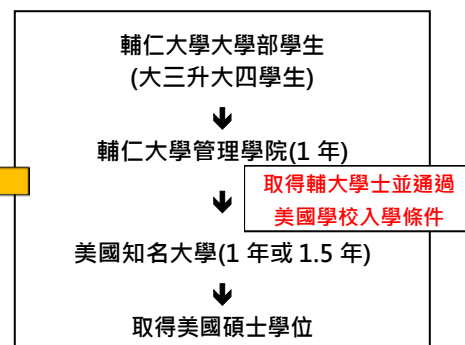 輔仁大學大學部學生
(大三升大四學生)
輔仁大學管理學院(1 年)
取得輔大學士並通過
美國學校入學條件
美國知名大學(1 年或 1.5 年)
取得美國碩士學位